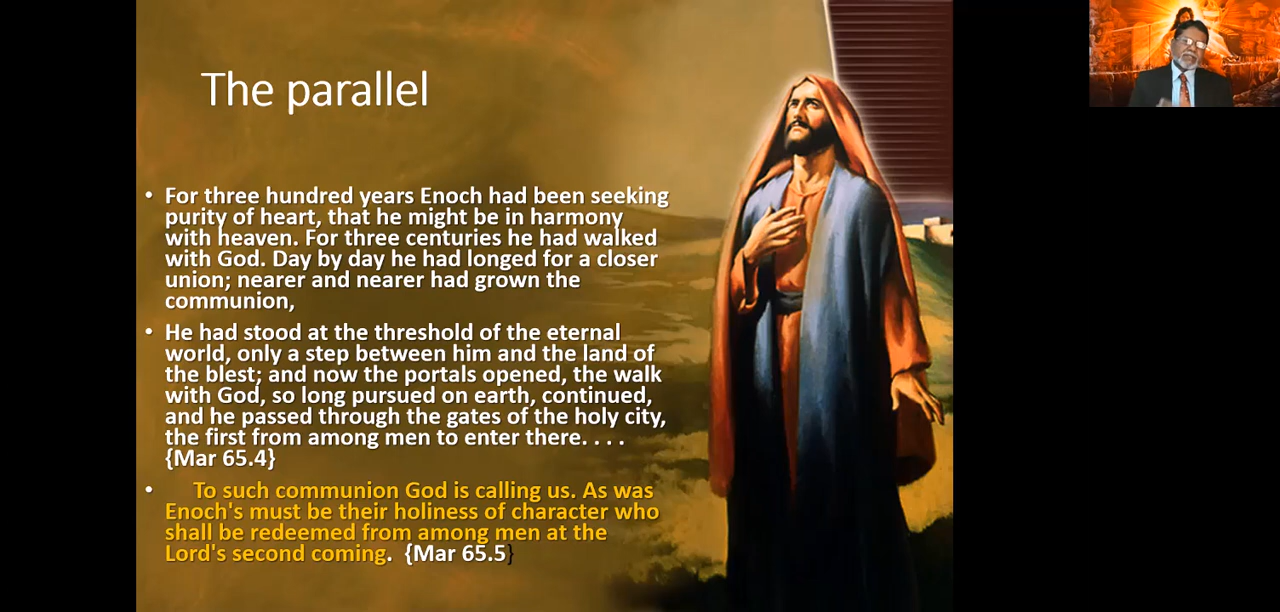 The parallel
• For three hundred years Enoch had been seeking
purity of heart, that he might be in harmony
with heaven. For three centuries he had walked
with God. Day by day he had longed for a closer
union; nearer and nearer had grown the
communion,
• He had stood at the threshold of the eternal
world, only a step between him and the land of
the blest; and now the portals opened, the walk
with God, so long pursued on earth, continued,
and he passed through the gates of the holy city,
the first from among men to enter there. . . .
{Mar 65.4}
• To such communion God is calling us. As was
Enoch's must be their holiness of character who
shall be redeemed from among men at the
Lord's second coming. {Mar 65.5}